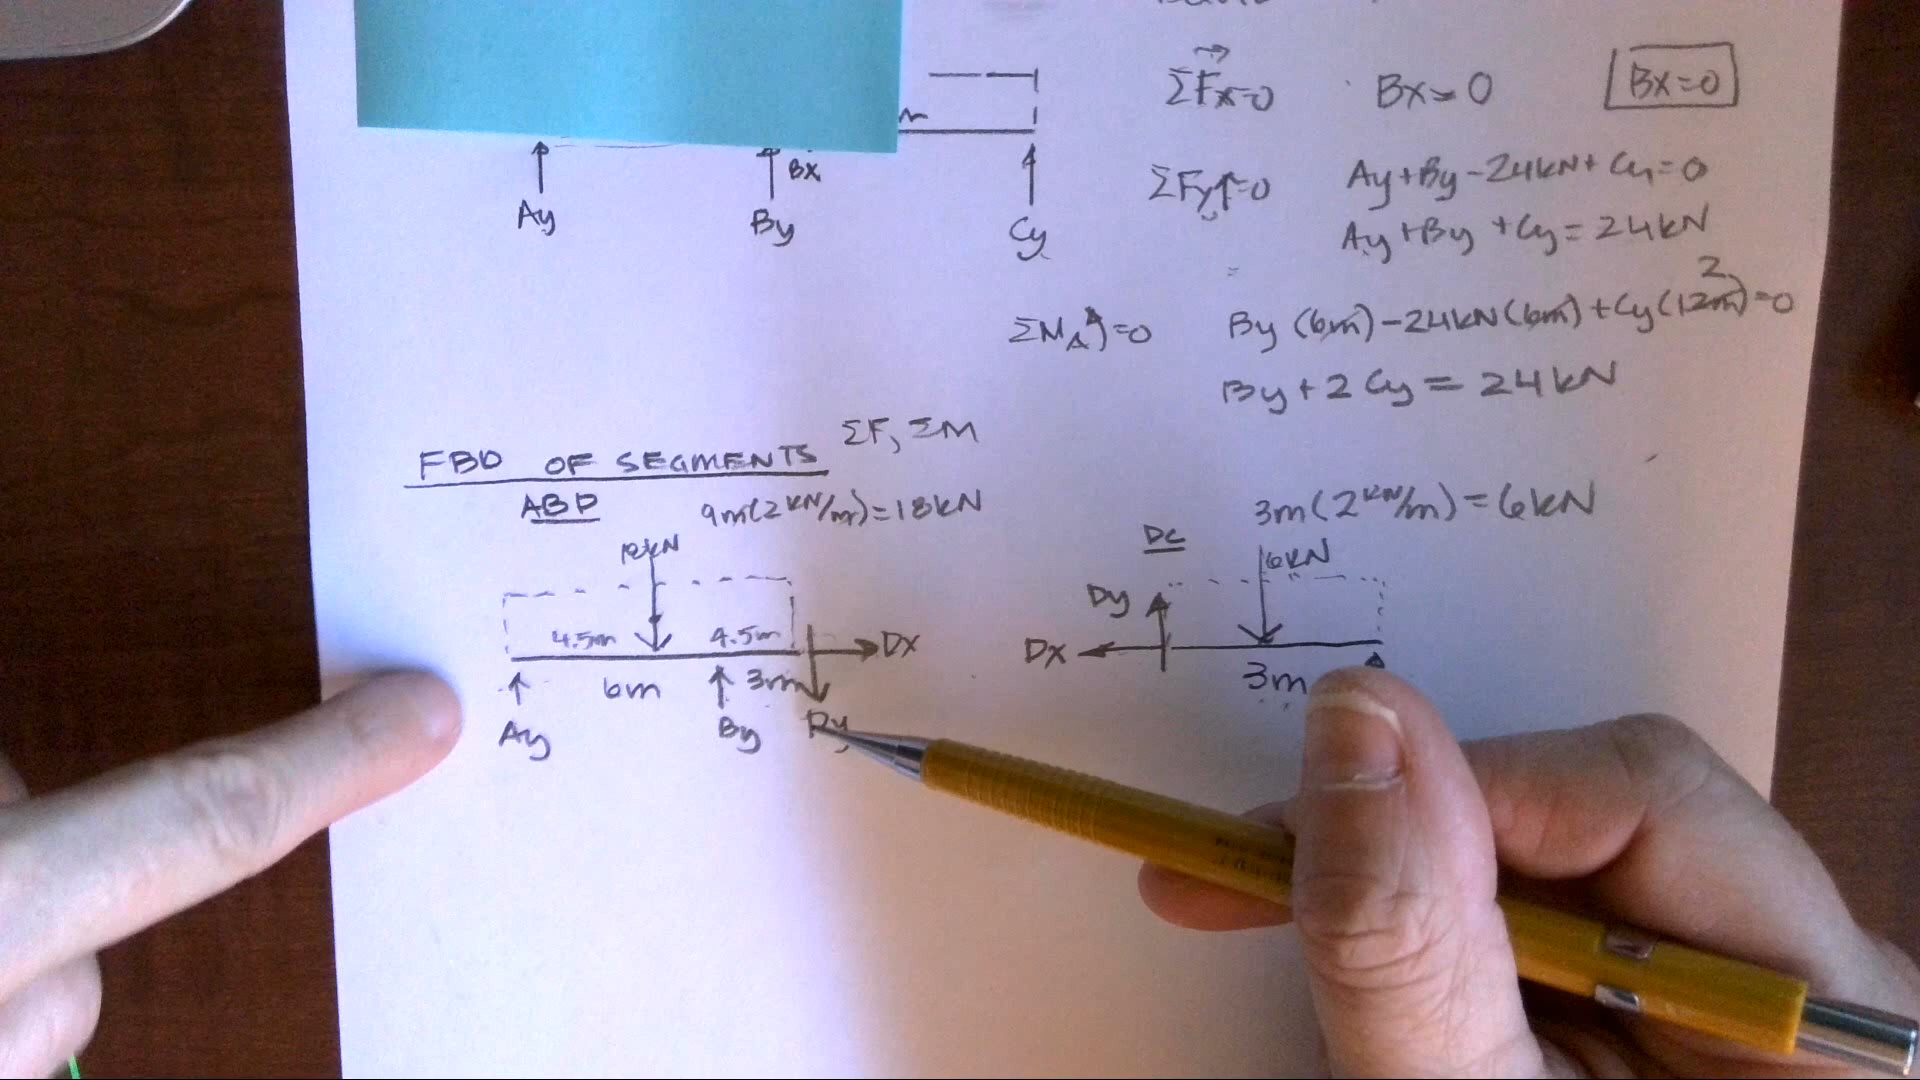 ΣFx=0 Bx=0 Bx=0
Bx
Ay By Cy
ΣFy↑=0 Ay+By-24kN+Cy=0
Ay+By+Cy=24kN
2
ΣMA=0 By(6m)-24kN(6m)+Cy(12m)=0
By+2Cy=24kN
FBD OF SEGMENTS ΣF, ΣM
ABD 9m(2kN/m)=18kN
18kN
4.5m 4.5m Dx
6m 3m
Ay By Dy
3m(2kN/m)=6kN
DC
6kN
Dy
Dx
3m